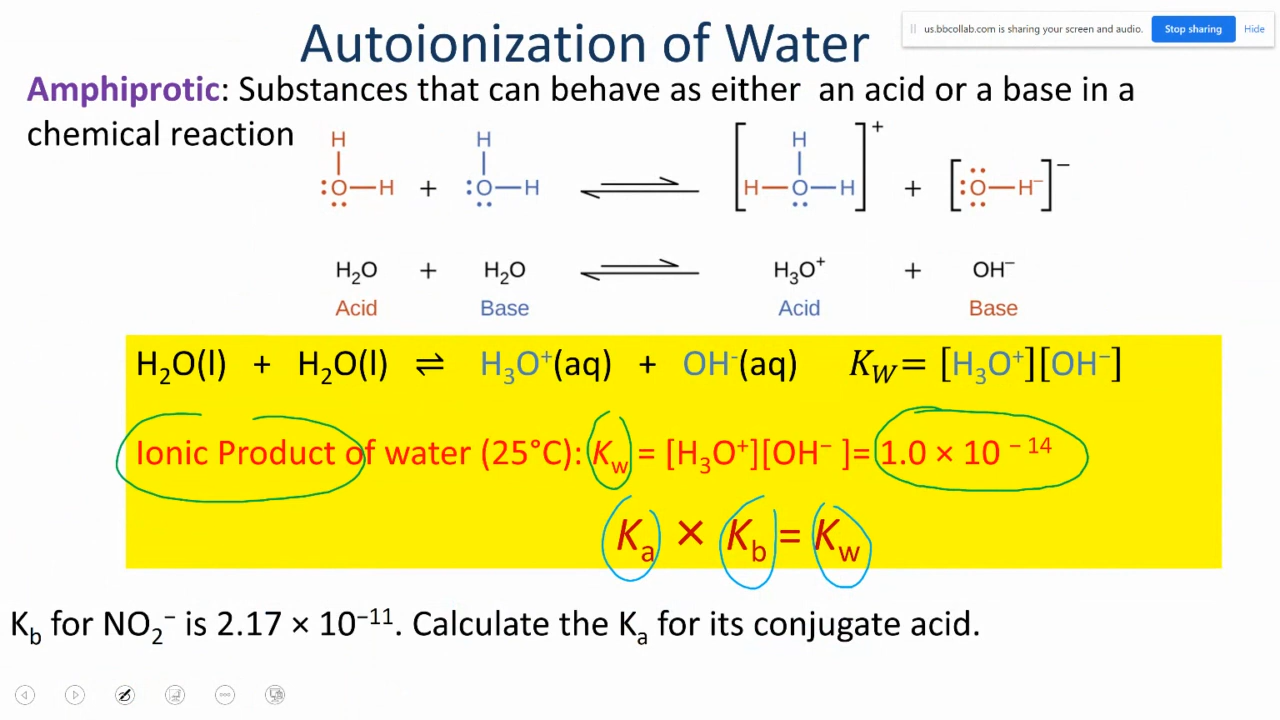 Autoionization of Water
us.bbcollab.com is sharing your screen and audio. Stop sharing Hide
Amphiprotic: Substances that can behave as either an acid or a base in a
chemical reaction
H H H +
:O—H + :O—H ⇌ H—O—H + [:O—H⁻]⁻
H₂O + H₂O ⇌ H₃O⁺ + OH⁻
Acid Base Acid Base
H₂O(l) + H₂O(l) ⇌ H₃O⁺(aq) + OH⁻(aq) K_W= [H₃O⁺][OH⁻]
Ionic Product of water (25°C): K_w = [H₃O⁺][OH⁻ ]= 1.0 × 10⁻¹⁴
Kₐ × K_b = K_w
K_b for NO₂⁻ is 2.17 × 10⁻¹¹. Calculate the Kₐ for its conjugate acid.